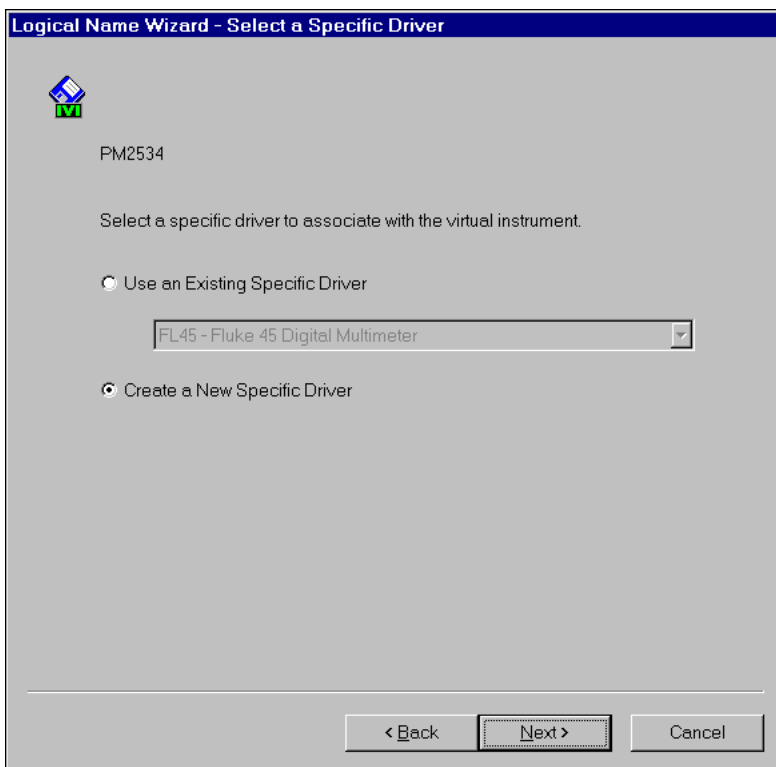 Logical Name Wizard - Select a Specific Driver
IVI
PM2534
Select a specific driver to associate with the virtual instrument.
Use an Existing Specific Driver
FL45 - Fluke 45 Digital Multimeter
Create a New Specific Driver
< Back
Next >
Cancel